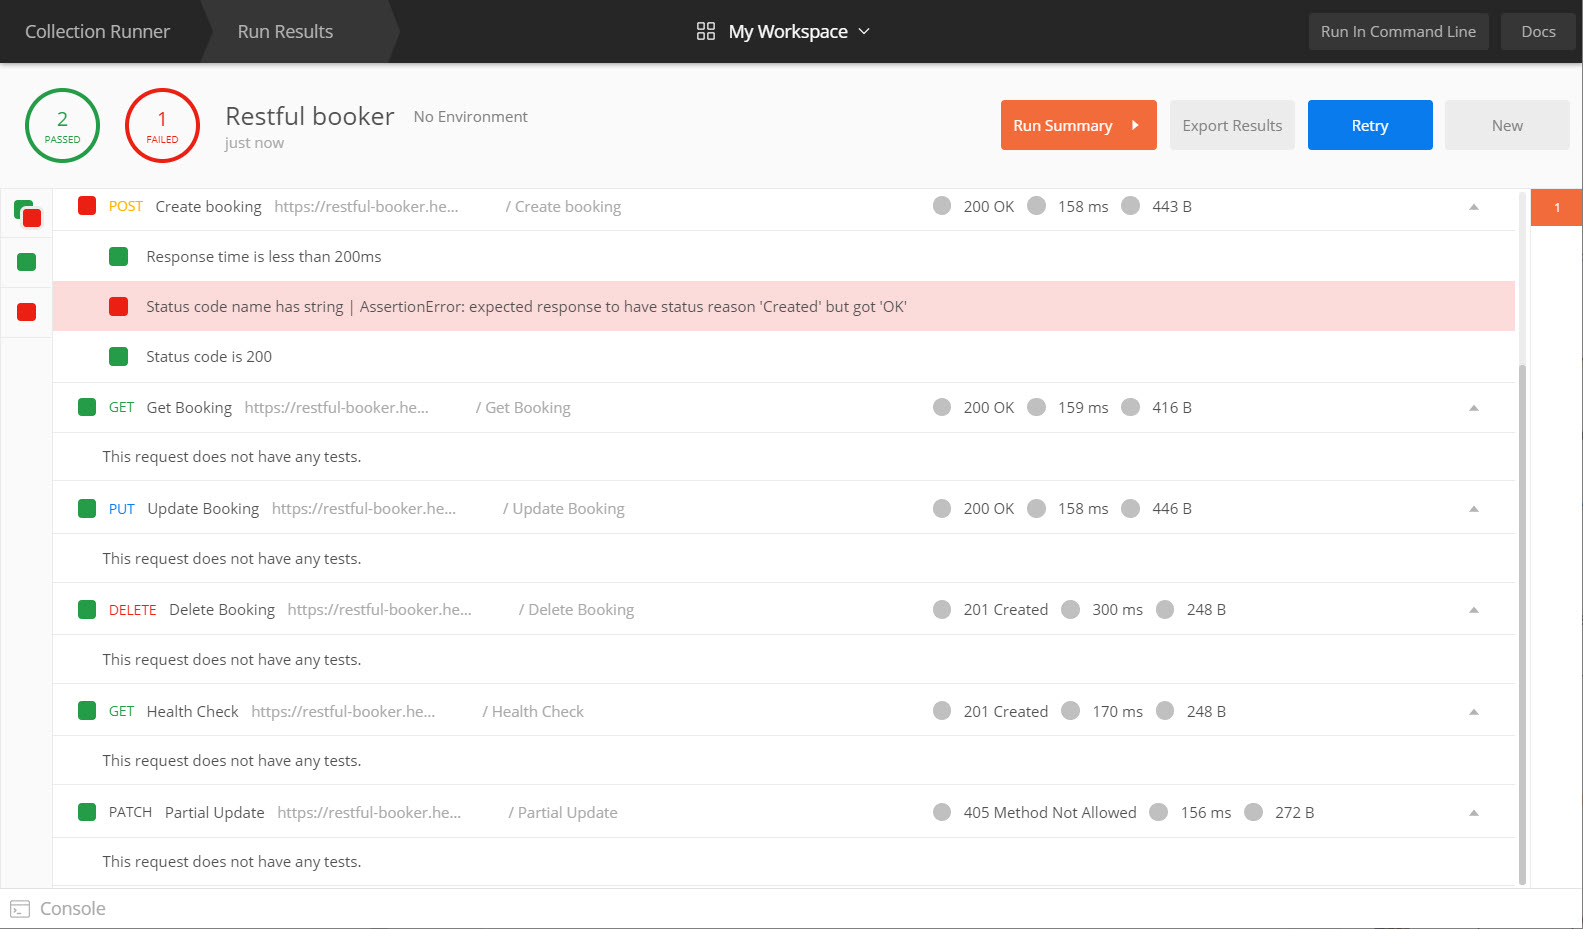 Collection Runner Run Results My Workspace Run In Command Line Docs
2 PASSED 1 FAILED Restful booker No Environment Run Summary Export Results Retry New
just now
POST Create booking https://restful-booker.he... / Create booking 200 OK 158 ms 443 B 1
Response time is less than 200ms
Status code name has string | AssertionError: expected response to have status reason 'Created' but got 'OK'
Status code is 200
GET Get Booking https://restful-booker.he... / Get Booking 200 OK 159 ms 416 B
This request does not have any tests.
PUT Update Booking https://restful-booker.he... / Update Booking 200 OK 158 ms 446 B
This request does not have any tests.
DELETE Delete Booking https://restful-booker.he... / Delete Booking 201 Created 300 ms 248 B
This request does not have any tests.
GET Health Check https://restful-booker.he... / Health Check 201 Created 170 ms 248 B
This request does not have any tests.
PATCH Partial Update https://restful-booker.he... / Partial Update 405 Method Not Allowed 156 ms 272 B
This request does not have any tests.
Console